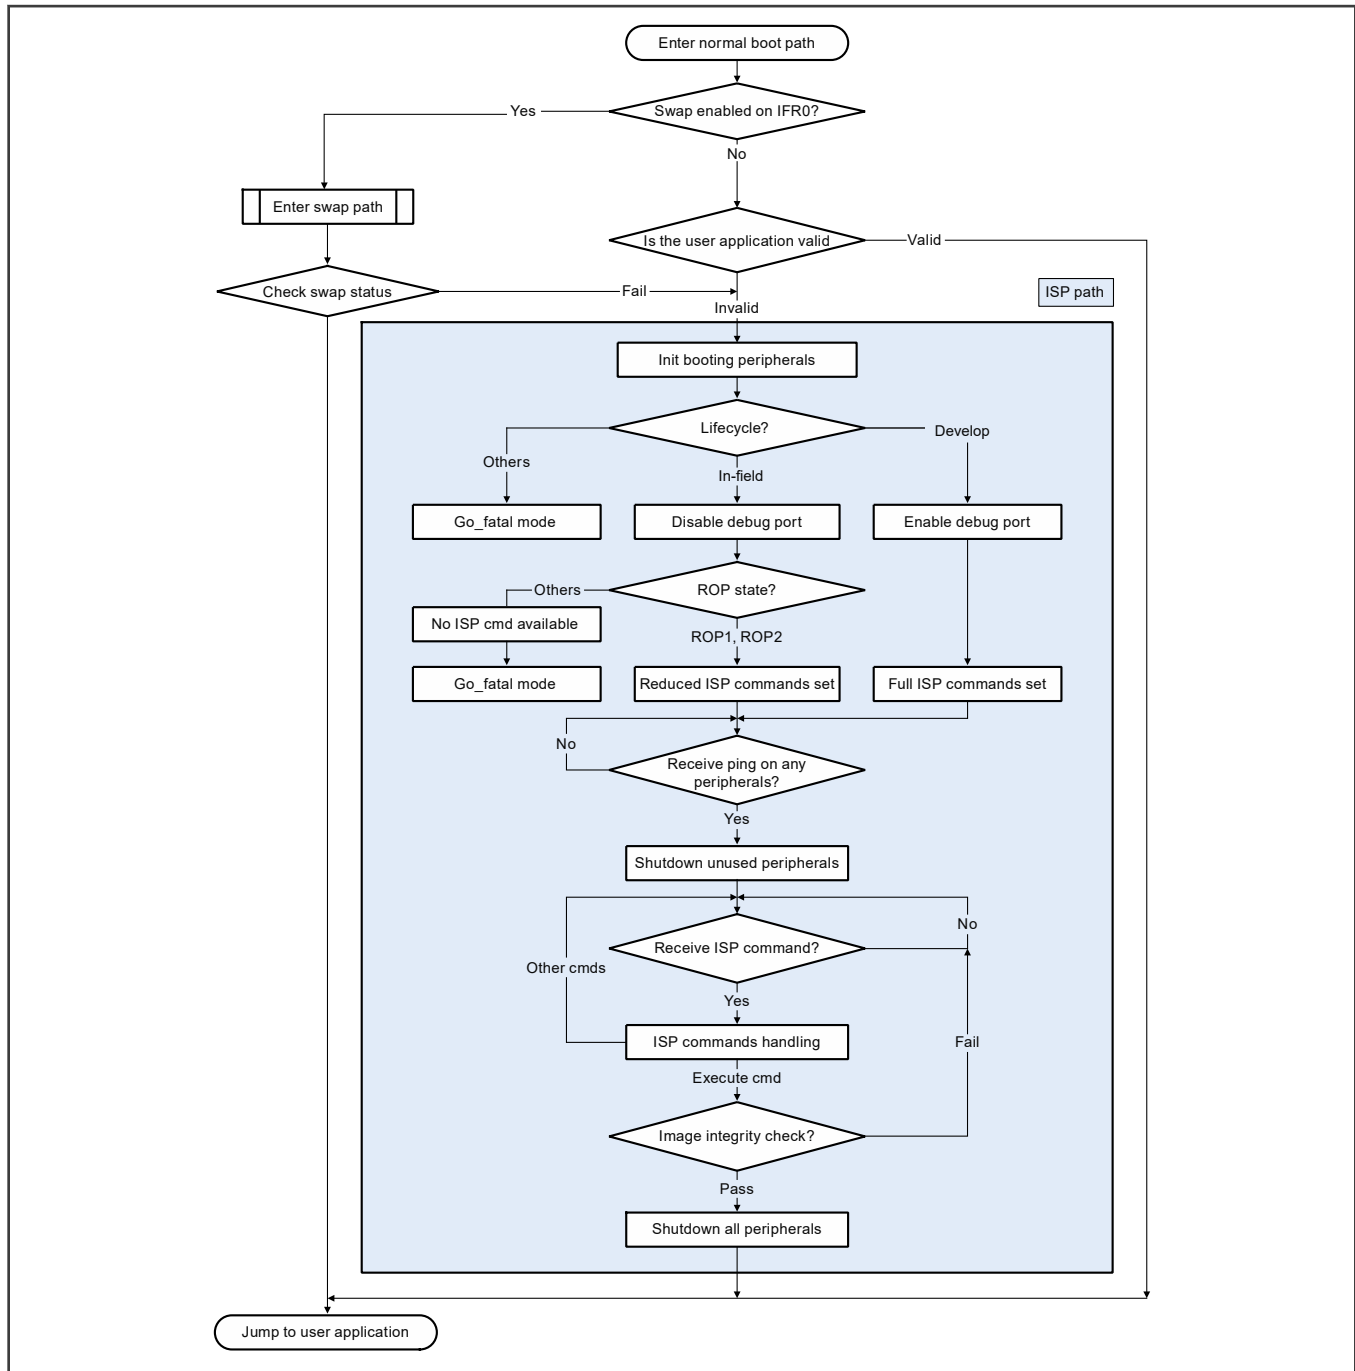 Enter normal boot path
Swap enabled on IFR0?
Yes
No
Enter swap path
Is the user application valid
Valid
Check swap status
Fail
ISP path
Invalid
Init booting peripherals
Lifecycle?
Develop
Others
In-field
Go_fatal mode
Disable debug port
Enable debug port
Others
ROP state?
No ISP cmd available
ROP1, ROP2
Go_fatal mode
Reduced ISP commands set
Full ISP commands set
No
Receive ping on any
peripherals?
Yes
Shutdown unused peripherals
No
Receive ISP command?
Other cmds
Yes
ISP commands handling
Fail
Execute cmd
Image integrity check?
Pass
Shutdown all peripherals
Jump to user application